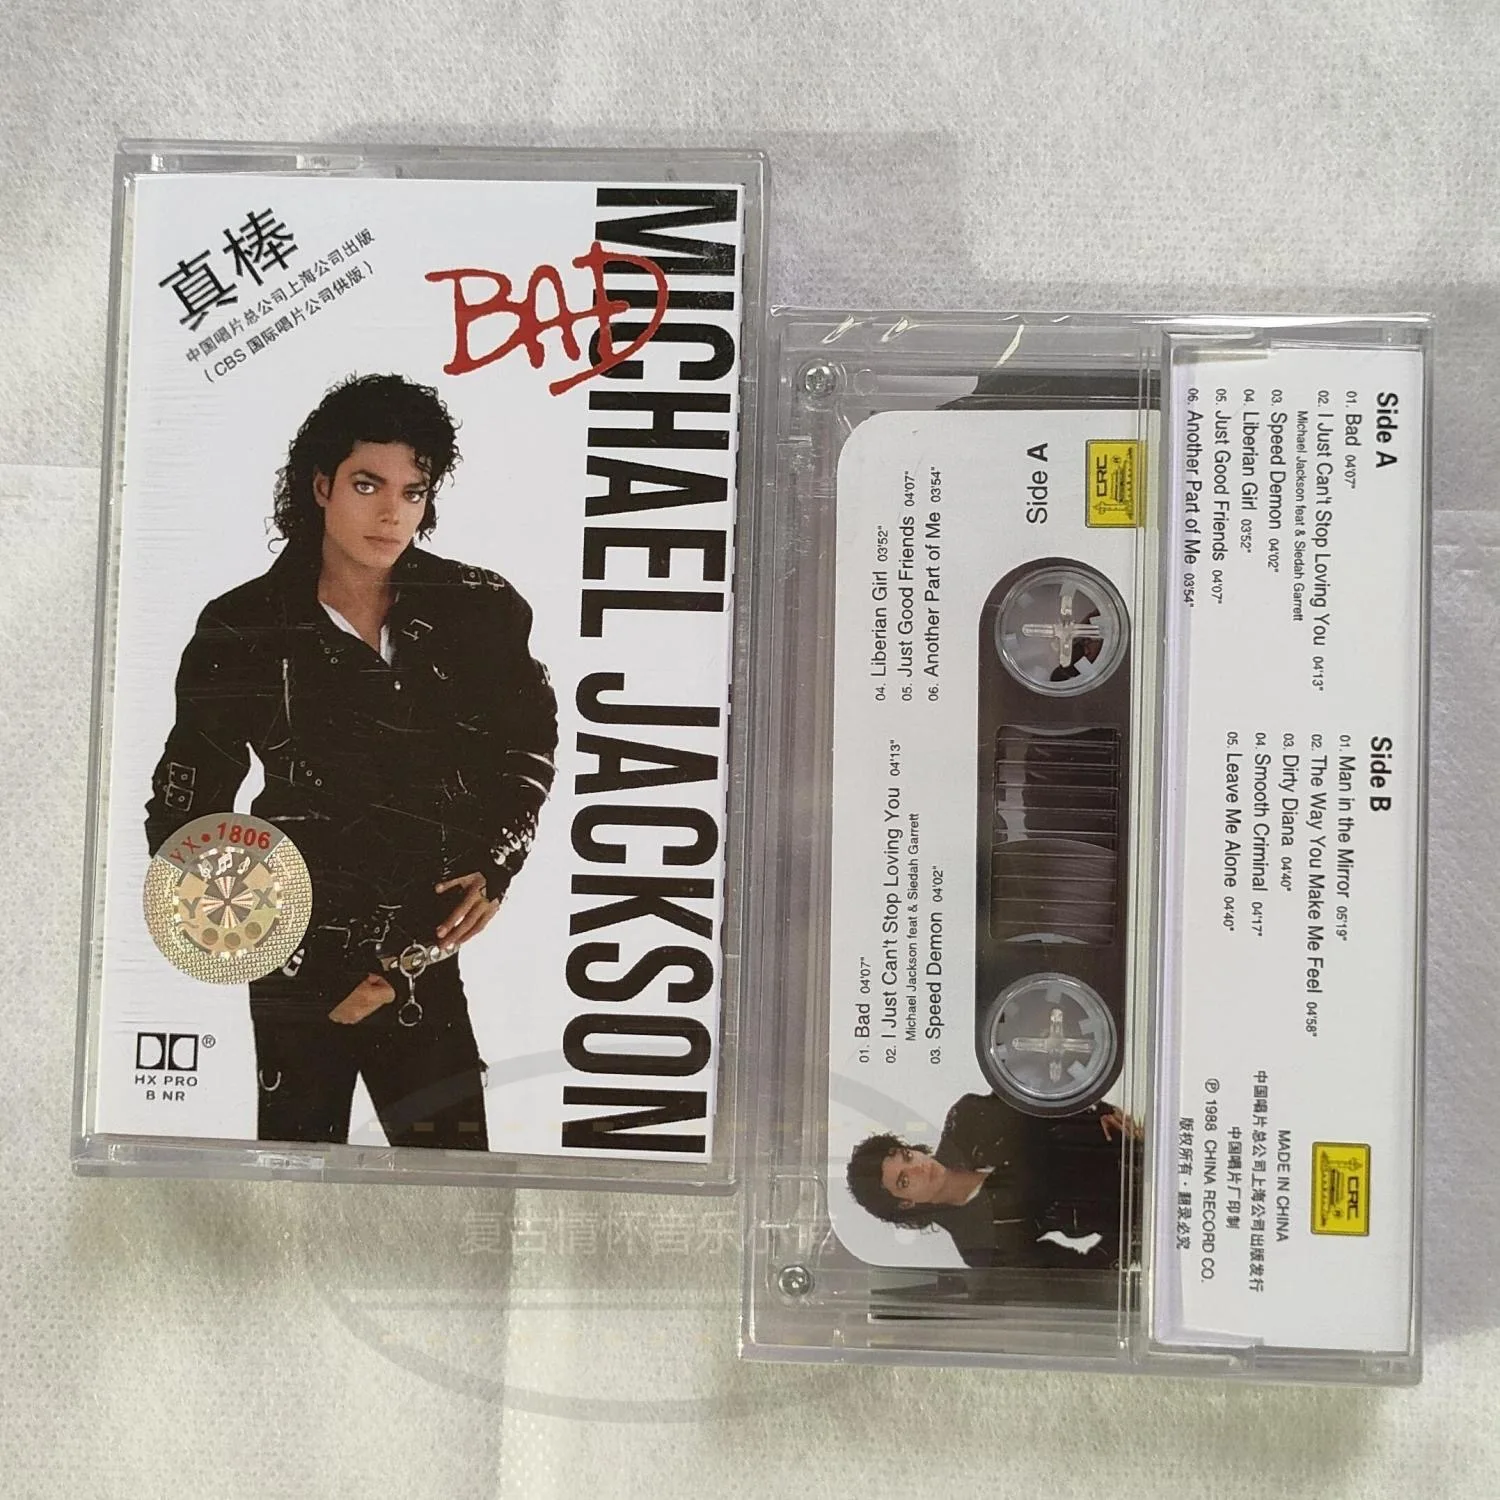 真棒
中国唱片总公司上海公司出版
(CBS 国际唱片公司供版)
BAD
MICHAEL JACKSON
YX•1806
Y X
®
HX PRO
B NR
Side A
CRC
04. Liberian Girl 03'52"
05. Just Good Friends 04'07"
06. Another Part of Me 03'54"
01. Bad 04'07"
02. I Just Can't Stop Loving You 04'13"
Michael Jackson feat & Siedah Garrett
03. Speed Demon 04'02"
Side A
01. Bad 04'07"
02. I Just Can't Stop Loving You 04'13"
Michael Jackson feat & Siedah Garrett
03. Speed Demon 04'02"
04. Liberian Girl 03'52"
05. Just Good Friends 04'07"
06. Another Part of Me 03'54"
Side B
01. Man in the Mirror 05'19"
02. The Way You Make Me Feel 04'58"
03. Dirty Diana 04'40"
04. Smooth Criminal 04'17"
05. Leave Me Alone 04'40"
CRC
MADE IN CHINA
中国唱片总公司上海公司出版发行
中国唱片厂印制
℗ 1988 CHINA RECORD CO.
版权所有·翻录必究